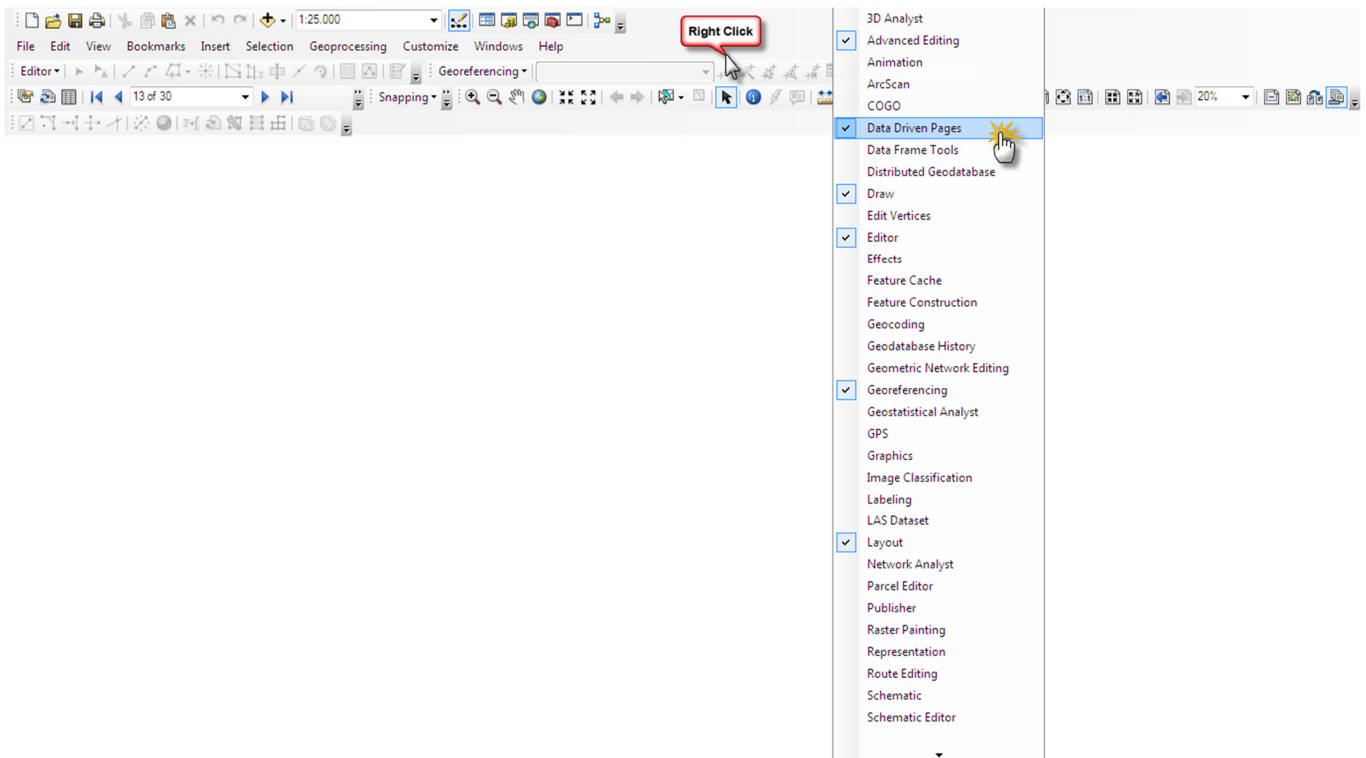 1:25.000
Right Click
File Edit View Bookmarks Insert Selection Geoprocessing Customize Windows Help
Editor Georeferencing
13 of 30 Snapping 1:1 20%
3D Analyst
Advanced Editing
Animation
ArcScan
COGO
Data Driven Pages
Data Frame Tools
Distributed Geodatabase
Draw
Edit Vertices
Editor
Effects
Feature Cache
Feature Construction
Geocoding
Geodatabase History
Geometric Network Editing
Georeferencing
Geostatistical Analyst
GPS
Graphics
Image Classification
Labeling
LAS Dataset
Layout
Network Analyst
Parcel Editor
Publisher
Raster Painting
Representation
Route Editing
Schematic
Schematic Editor